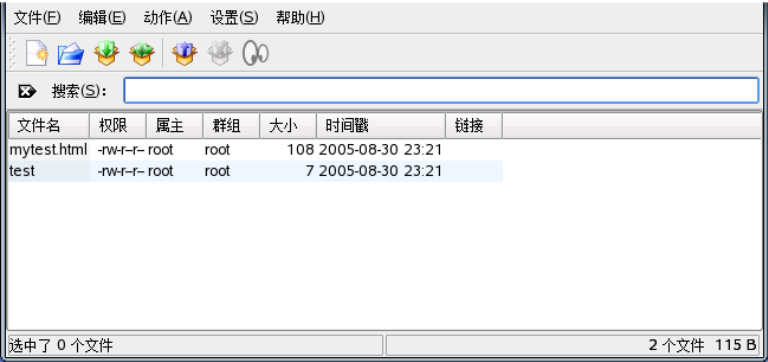 文件(F) 编辑(E) 动作(A) 设置(S) 帮助(H)
搜索(S):
文件名 权限 属主 群组 大小 时间戳 链接
mytest.html -rw-r--r-- root root 108 2005-08-30 23:21
test -rw-r--r-- root root 7 2005-08-30 23:21
选中了 0 个文件 2 个文件 115 B